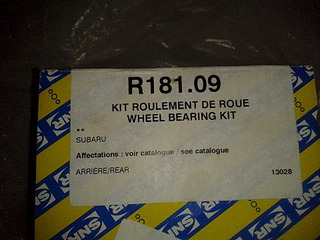 R181.09
KIT ROULEMENT DE ROUE
WHEEL BEARING KIT
**
SUBARU
Affectations : voir catalogue / see catalogue
ARRIÈRE/REAR 13028
SNR
SNR
SNR
SNR